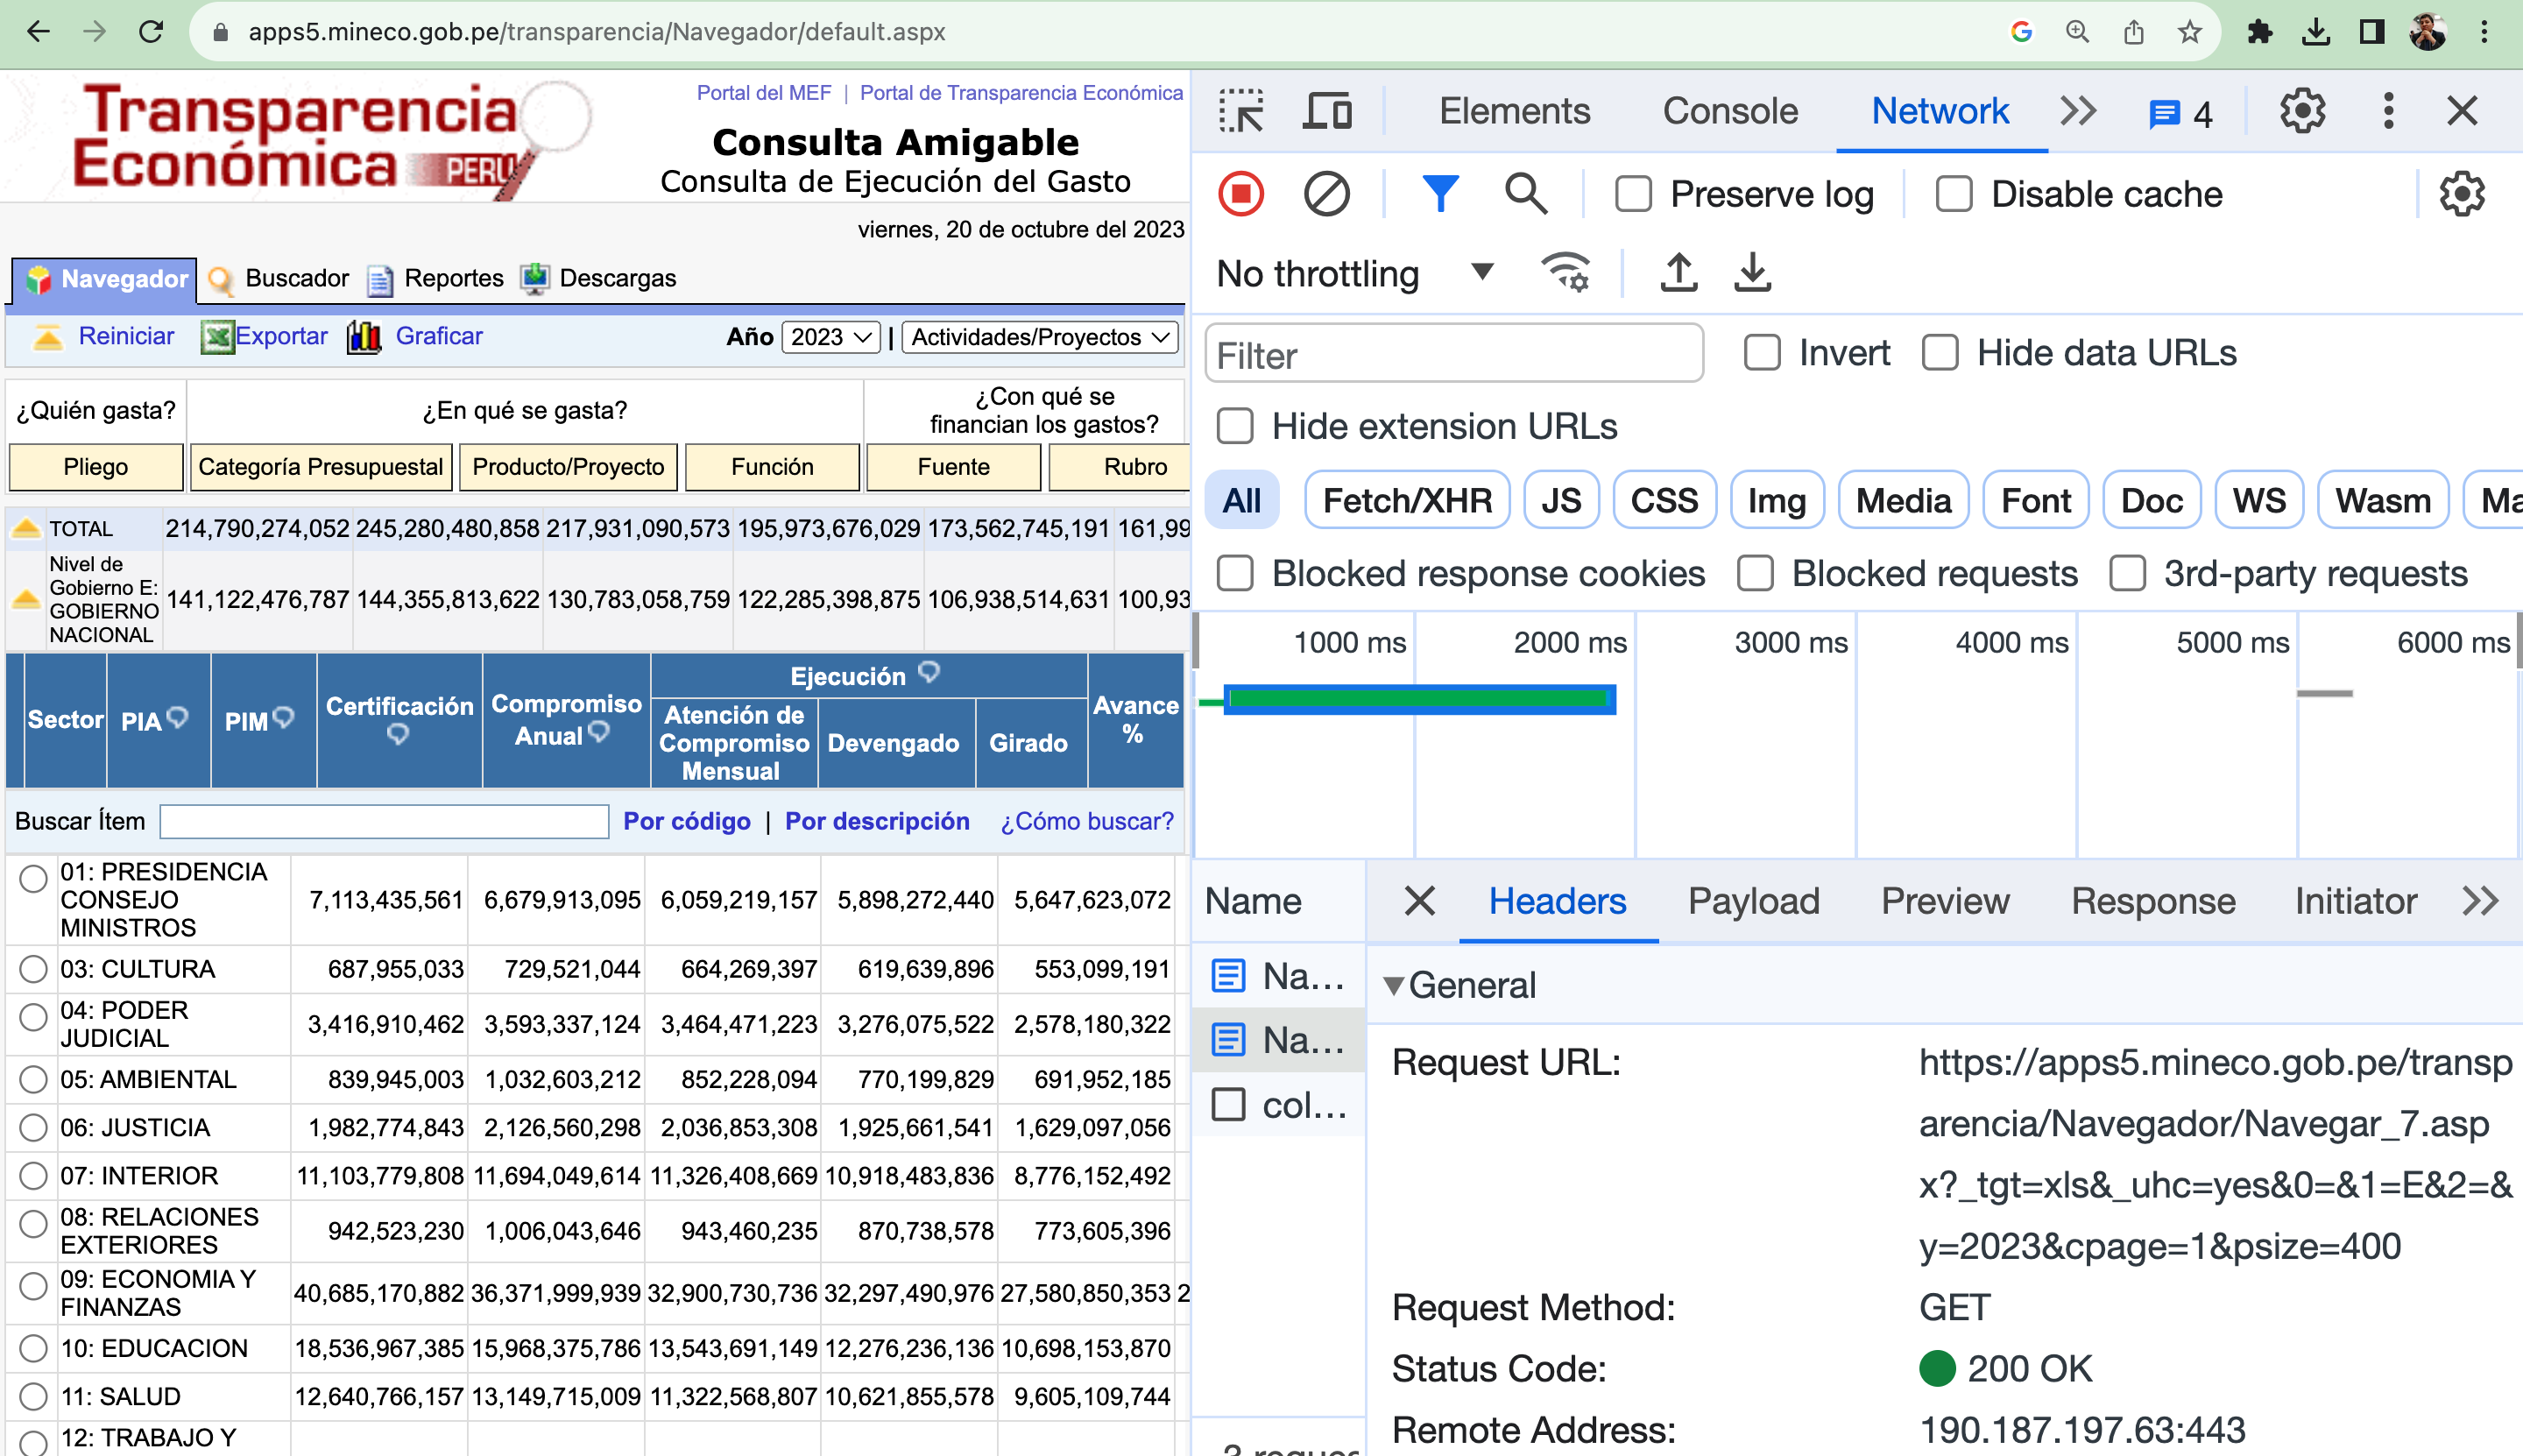 apps5.mineco.gob.pe/transparencia/Navegador/default.aspx
Transparencia
Económica PERU
Portal del MEF | Portal de Transparencia Económica
Consulta Amigable
Consulta de Ejecución del Gasto
viernes, 20 de octubre del 2023
Navegador Buscador Reportes Descargas
Reiniciar Exportar Graficar Año 2023 | Actividades/Proyectos
¿Quién gasta? ¿En qué se gasta? ¿Con qué se
financian los gastos?
Pliego Categoría Presupuestal Producto/Proyecto Función Fuente Rubro
TOTAL 214,790,274,052 245,280,480,858 217,931,090,573 195,973,676,029 173,562,745,191 161,99
Nivel de
Gobierno E:
GOBIERNO
NACIONAL
141,122,476,787 144,355,813,622 130,783,058,759 122,285,398,875 106,938,514,631 100,93
Sector PIA PIM Certificación Compromiso
Anual
Ejecución
Atención de
Compromiso
Mensual
Devengado Girado
Avance
%
Buscar Ítem Por código | Por descripción ¿Cómo buscar?
01: PRESIDENCIA
CONSEJO
MINISTROS
7,113,435,561 6,679,913,095 6,059,219,157 5,898,272,440 5,647,623,072
03: CULTURA 687,955,033 729,521,044 664,269,397 619,639,896 553,099,191
04: PODER
JUDICIAL
3,416,910,462 3,593,337,124 3,464,471,223 3,276,075,522 2,578,180,322
05: AMBIENTAL 839,945,003 1,032,603,212 852,228,094 770,199,829 691,952,185
06: JUSTICIA 1,982,774,843 2,126,560,298 2,036,853,308 1,925,661,541 1,629,097,056
07: INTERIOR 11,103,779,808 11,694,049,614 11,326,408,669 10,918,483,836 8,776,152,492
08: RELACIONES
EXTERIORES
942,523,230 1,006,043,646 943,460,235 870,738,578 773,605,396
09: ECONOMIA Y
FINANZAS
40,685,170,882 36,371,999,939 32,900,730,736 32,297,490,976 27,580,850,353 2
10: EDUCACION 18,536,967,385 15,968,375,786 13,543,691,149 12,276,236,136 10,698,153,870
11: SALUD 12,640,766,157 13,149,715,009 11,322,568,807 10,621,855,578 9,605,109,744
12: TRABAJO Y
Elements Console Network 4
Preserve log Disable cache
No throttling
Filter Invert Hide data URLs
Hide extension URLs
All Fetch/XHR JS CSS Img Media Font Doc WS Wasm Ma
Blocked response cookies Blocked requests 3rd-party requests
1000 ms 2000 ms 3000 ms 4000 ms 5000 ms 6000 ms
Name Headers Payload Preview Response Initiator
Na...
Na...
col...
General
Request URL: https://apps5.mineco.gob.pe/transp
arencia/Navegador/Navegar_7.asp
x?_tgt=xls&_uhc=yes&0=&1=E&2=&
y=2023&cpage=1&psize=400
Request Method: GET
Status Code: 200 OK
Remote Address: 190.187.197.63:443